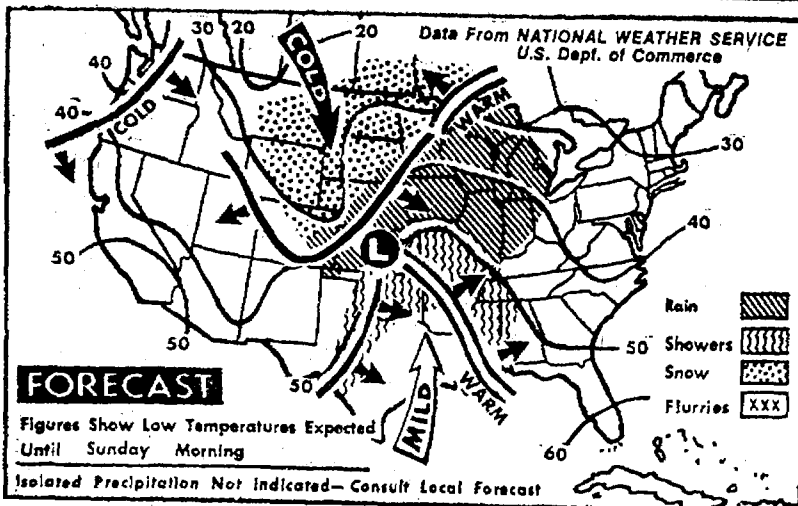 Data From NATIONAL WEATHER SERVICE
U.S. Dept. of Commerce
30
20
20
40
40
COLD
COLD
WARM
30
40
50
50
L
50
50
60
MILD
WARM
Rain
Showers
Snow
Flurries
XXX
FORECAST
Figures Show Low Temperatures Expected
Until Sunday Morning
Isolated Precipitation Not Indicated— Consult Local Forecast